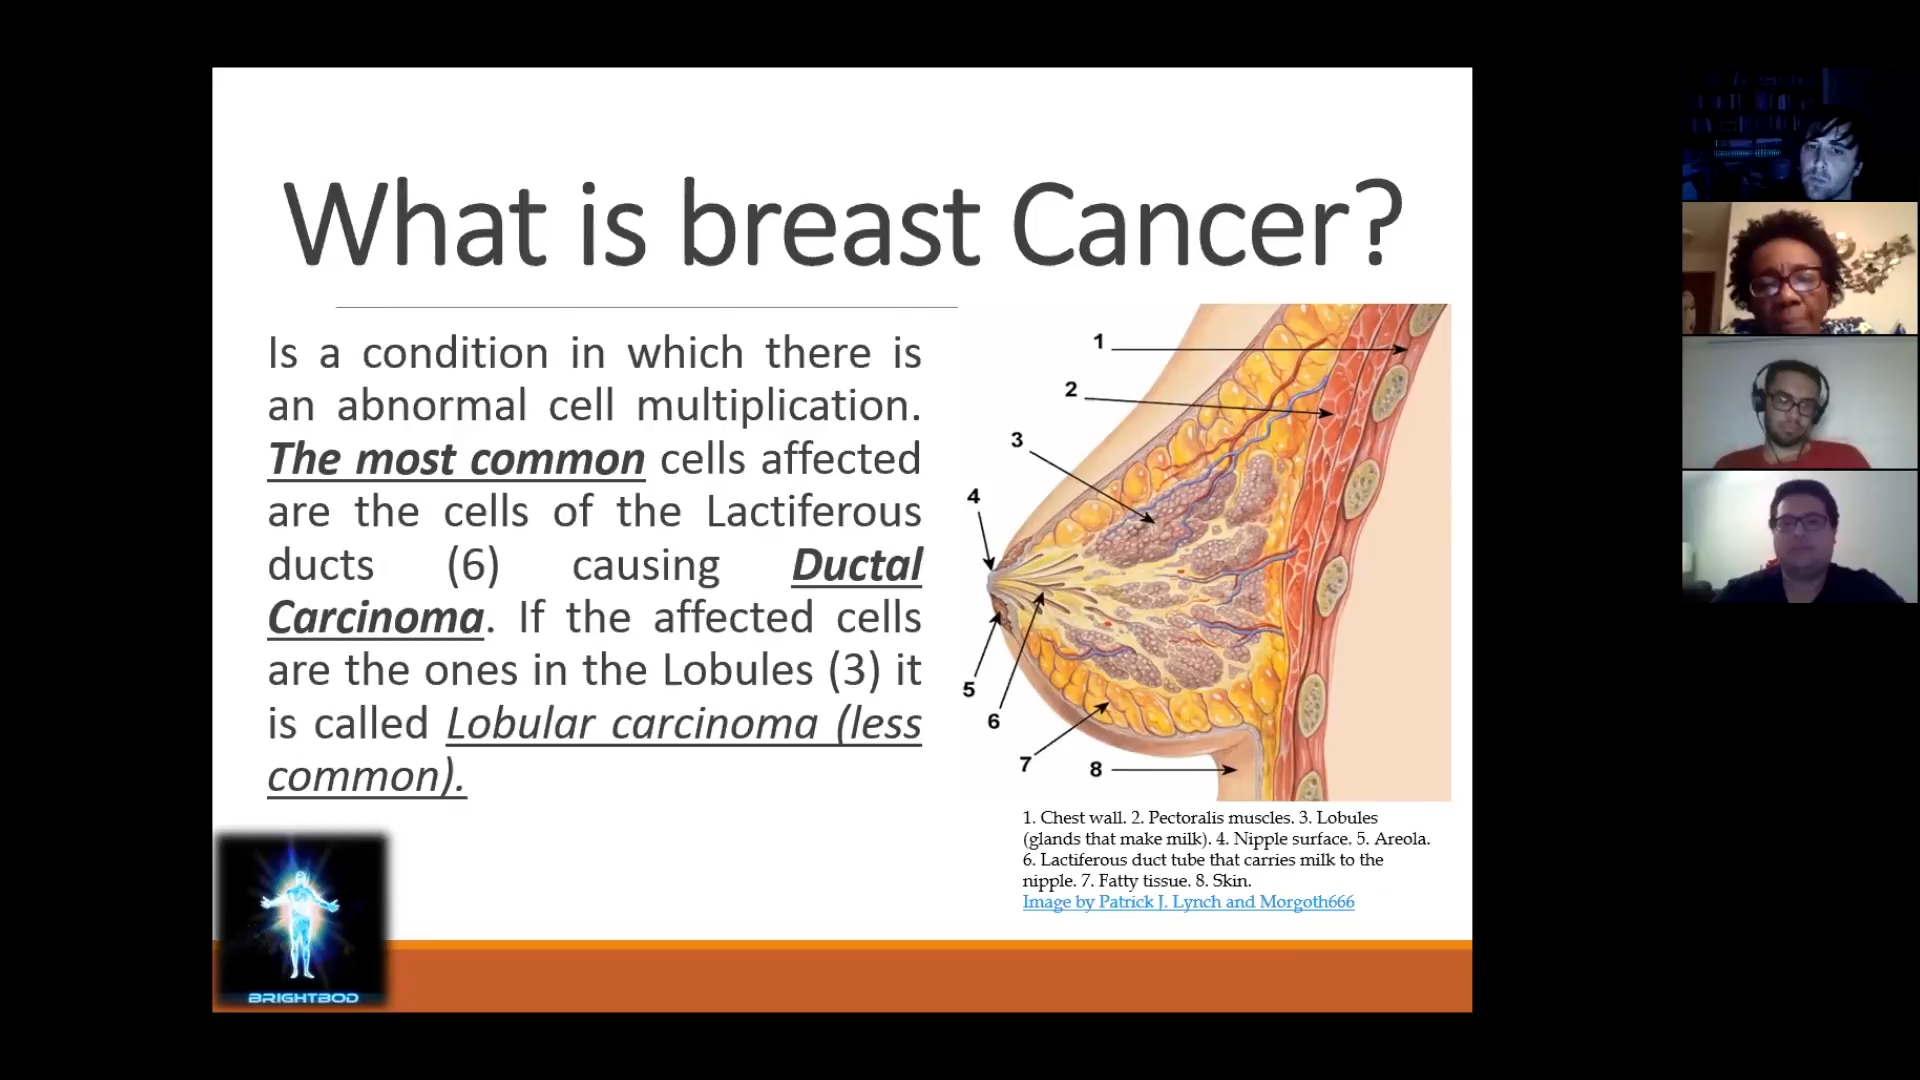 What is breast Cancer?
Is a condition in which there is
an abnormal cell multiplication.
The most common cells affected
are the cells of the Lactiferous
ducts (6) causing Ductal
Carcinoma. If the affected cells
are the ones in the Lobules (3) it
is called Lobular carcinoma (less
common).
1
2
3
4
5
6
7
8
1. Chest wall. 2. Pectoralis muscles. 3. Lobules
(glands that make milk). 4. Nipple surface. 5. Areola.
6. Lactiferous duct tube that carries milk to the
nipple. 7. Fatty tissue. 8. Skin.
Image by Patrick J. Lynch and Morgoth666
BRIGHTBOD